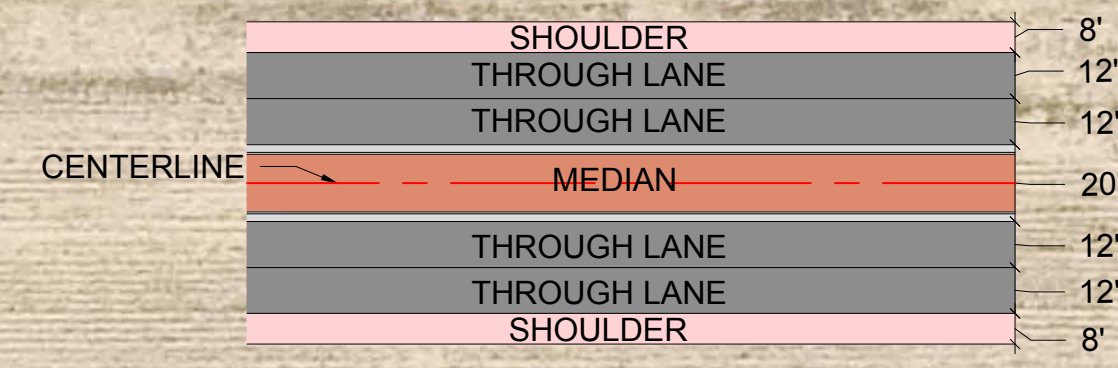 SHOULDER 8'
THROUGH LANE 12'
THROUGH LANE 12'
CENTERLINE MEDIAN 20
THROUGH LANE 12'
THROUGH LANE 12'
SHOULDER 8'